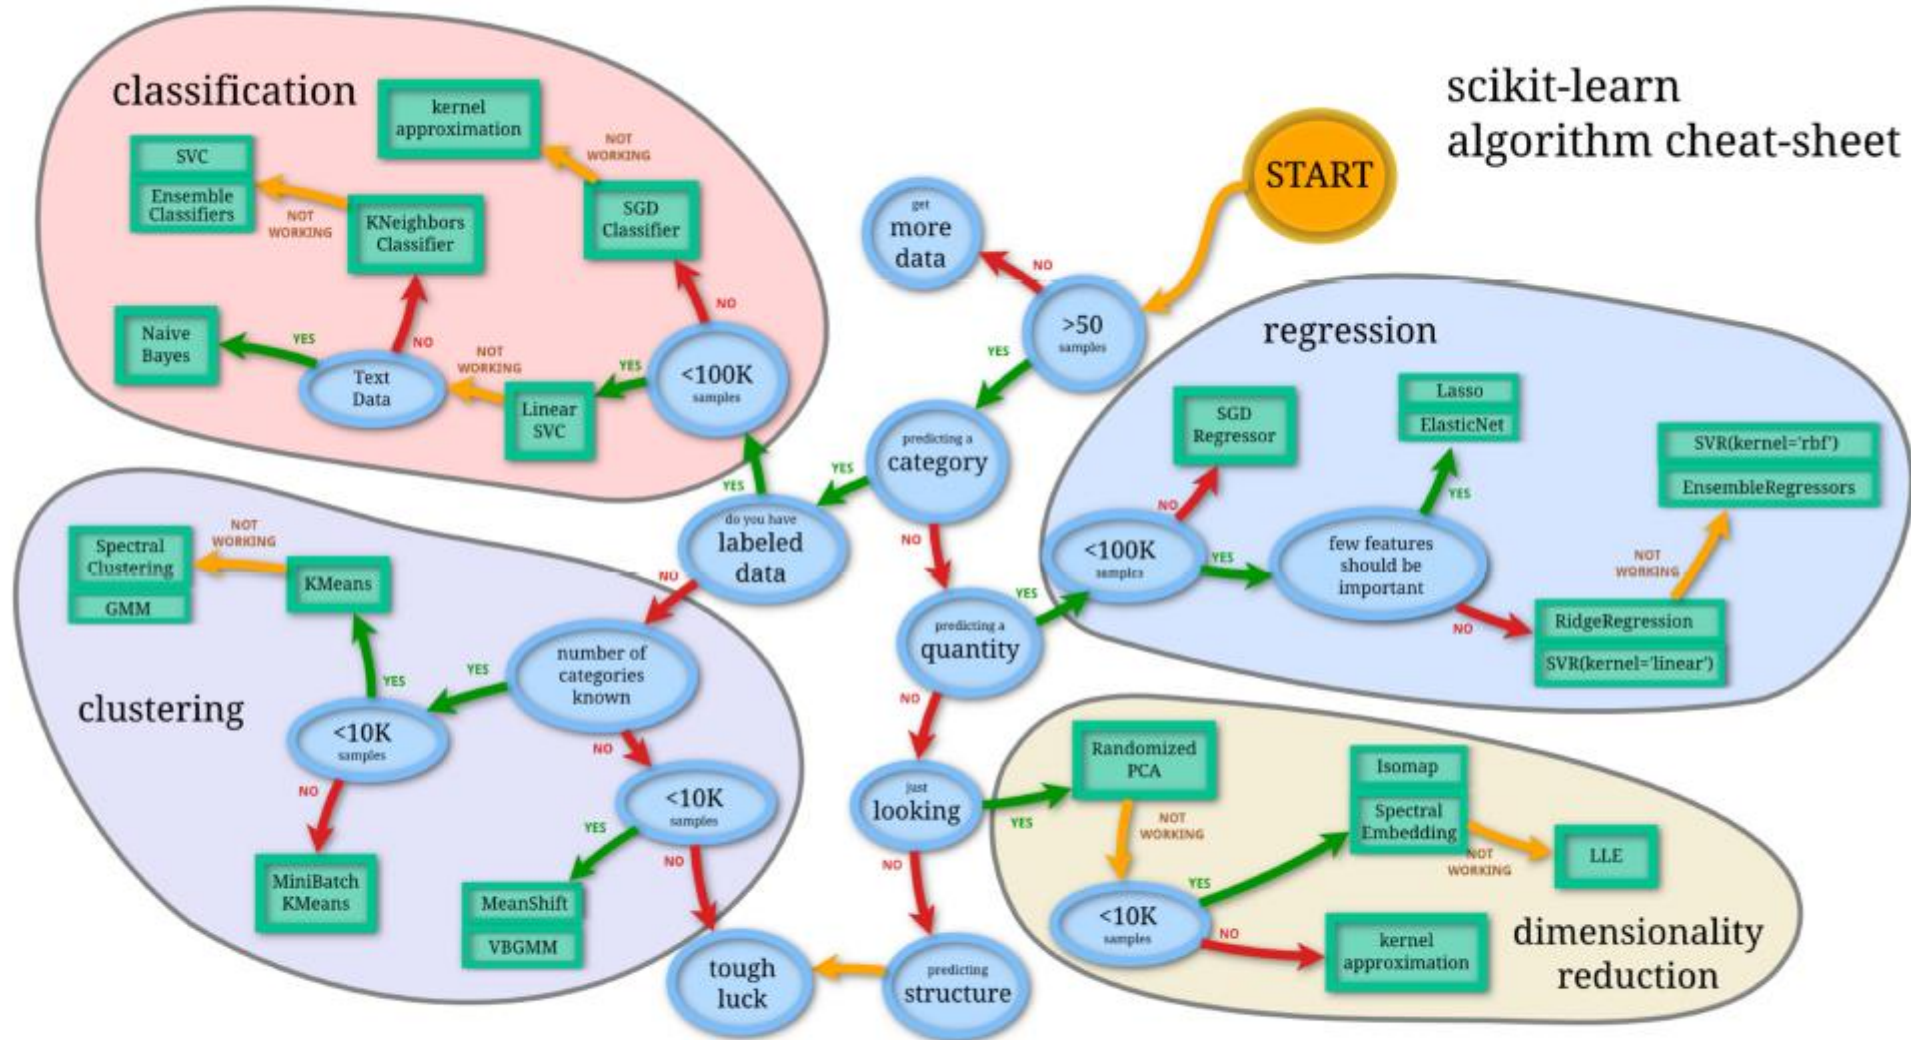 scikit-learn
algorithm cheat-sheet
START
get
more
data
NO
>50
samples
YES
predicting a
category
YES
NO
do you have
labeled
data
YES
NO
predicting a
quantity
YES
NO
just
looking
YES
NO
predicting
structure
tough
luck
classification
kernel
approximation
NOT
WORKING
SGD
Classifier
NO
<100K
samples
YES
Linear
SVC
NOT
WORKING
Text
Data
YES
NO
Naive
Bayes
KNeighbors
Classifier
NOT
WORKING
SVC
Ensemble
Classifiers
regression
<100K
samples
NO
SGD
Regressor
YES
few features
should be
important
YES
Lasso
ElasticNet
NO
RidgeRegression
SVR(kernel='linear')
NOT
WORKING
SVR(kernel='rbf')
EnsembleRegressors
clustering
number of
categories
known
YES
NO
<10K
samples
YES
KMeans
NOT
WORKING
Spectral
Clustering
GMM
NO
MiniBatch
KMeans
<10K
samples
YES
MeanShift
VBGMM
NO
dimensionality
reduction
Randomized
PCA
NOT
WORKING
<10K
samples
YES
Isomap
Spectral
Embedding
NOT
WORKING
LLE
NO
kernel
approximation